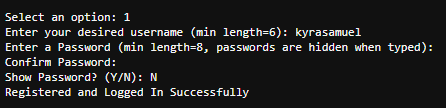 Select an option: 1
Enter your desired username (min length=6): kyrasamuel
Enter a Password (min length=8, passwords are hidden when typed):
Confirm Password:
Show Password? (Y/N): N
Registered and Logged In Successfully